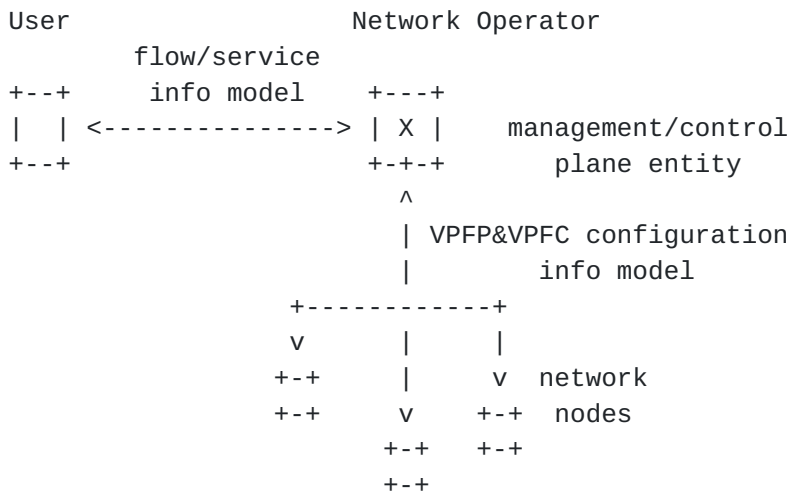 User                  Network Operator
        flow/service
+--+     info model    +---+
|  | <---------------> | X |    management/control
+--+                   +-+-+       plane entity
                         ^
                         | VPFP&VPFC configuration
                         |        info model
                  +------------+
                  v      |     |
                 +-+     |     v  network
                 +-+     v    +-+  nodes
                        +-+   +-+
                        +-+